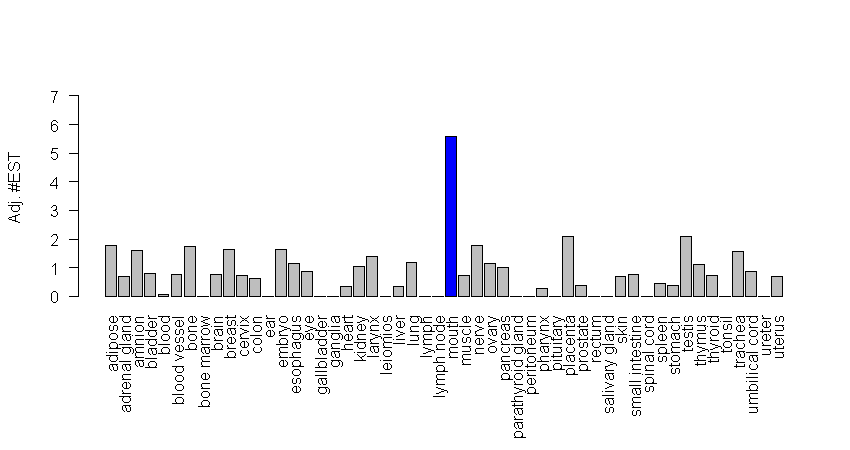 Adj. #EST
7
6
5
4
3
2
1
0
adipose
adrenal gland
amnion
bladder
blood
blood vessel
bone
bone marrow
brain
breast
cervix
colon
ear
embryo
esophagus
eye
gallbladder
ganglia
heart
kidney
larynx
leiomios
liver
lung
lymph
lymph node
mouth
muscle
nerve
ovary
pancreas
parathyroid gland
peritoneum
pharynx
pituitary
placenta
prostate
rectum
salivary gland
skin
small intestine
spinal cord
spleen
stomach
testis
thymus
thyroid
tonsil
trachea
umbilical cord
ureter
uterus